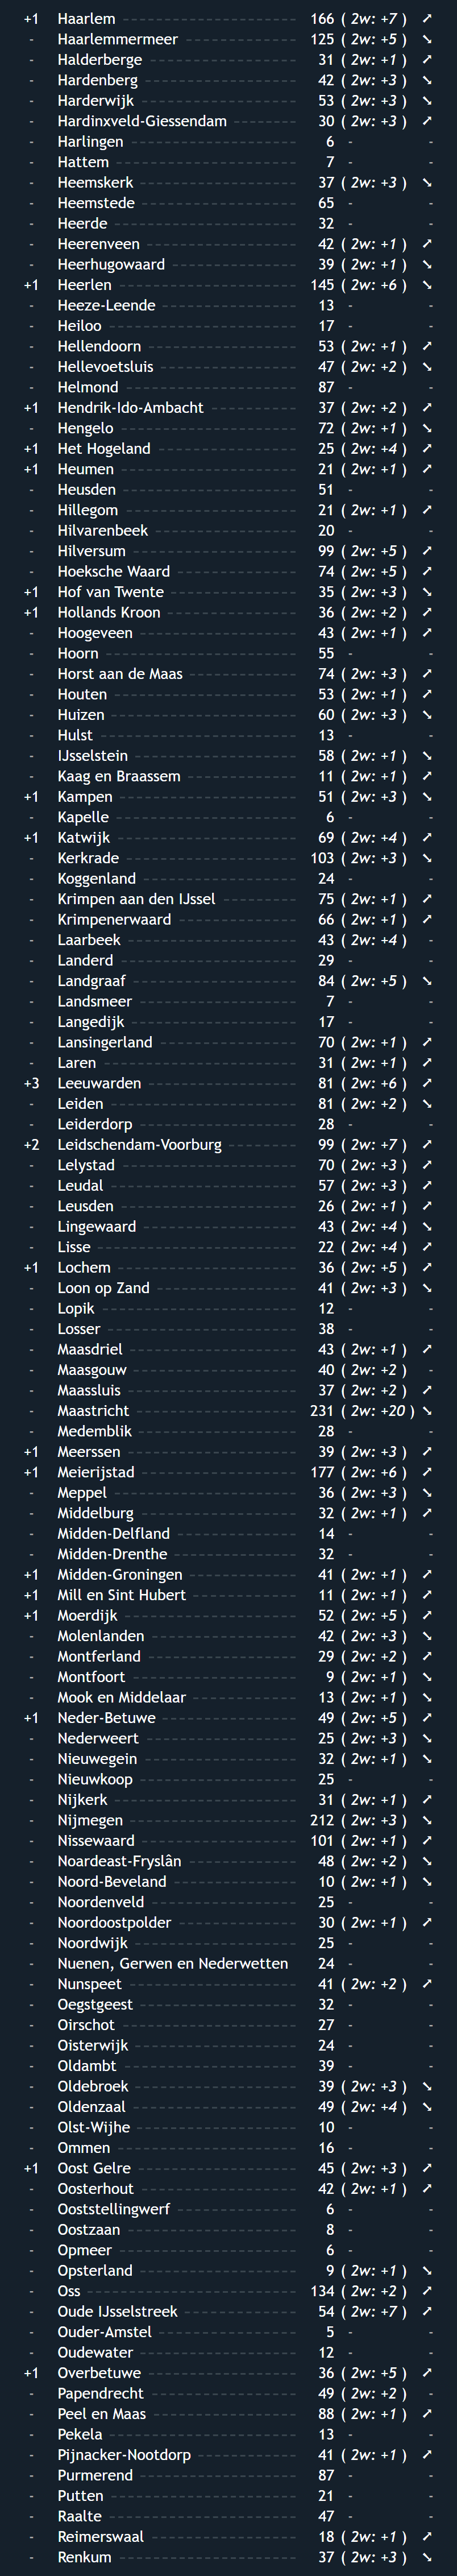 +1 Haarlem 166 ( 2w: +7 ) ➚
- Haarlemmermeer 125 ( 2w: +5 ) ➘
- Halderberge 31 ( 2w: +1 ) ➚
- Hardenberg 42 ( 2w: +3 ) ➘
- Harderwijk 53 ( 2w: +3 ) ➘
- Hardinxveld-Giessendam 30 ( 2w: +3 ) ➚
- Harlingen 6 - -
- Hattem 7 - -
- Heemskerk 37 ( 2w: +3 ) ➘
- Heemstede 65 - -
- Heerde 32 - -
- Heerenveen 42 ( 2w: +1 ) ➚
- Heerhugowaard 39 ( 2w: +1 ) ➘
+1 Heerlen 145 ( 2w: +6 ) ➘
- Heeze-Leende 13 - -
- Heiloo 17 - -
- Hellendoorn 53 ( 2w: +1 ) ➚
- Hellevoetsluis 47 ( 2w: +2 ) ➘
- Helmond 87 - -
+1 Hendrik-Ido-Ambacht 37 ( 2w: +2 ) ➚
- Hengelo 72 ( 2w: +1 ) ➘
+1 Het Hogeland 25 ( 2w: +4 ) ➚
+1 Heumen 21 ( 2w: +1 ) ➚
- Heusden 51 - -
- Hillegom 21 ( 2w: +1 ) ➚
- Hilvarenbeek 20 - -
- Hilversum 99 ( 2w: +5 ) ➚
- Hoeksche Waard 74 ( 2w: +5 ) ➚
+1 Hof van Twente 35 ( 2w: +3 ) ➘
+1 Hollands Kroon 36 ( 2w: +2 ) ➚
- Hoogeveen 43 ( 2w: +1 ) ➚
- Hoorn 55 - -
- Horst aan de Maas 74 ( 2w: +3 ) ➚
- Houten 53 ( 2w: +1 ) ➚
- Huizen 60 ( 2w: +3 ) ➘
- Hulst 13 - -
- IJsselstein 58 ( 2w: +1 ) ➘
- Kaag en Braassem 11 ( 2w: +1 ) ➚
+1 Kampen 51 ( 2w: +3 ) ➘
- Kapelle 6 - -
+1 Katwijk 69 ( 2w: +4 ) ➚
- Kerkrade 103 ( 2w: +3 ) ➘
- Koggenland 24 - -
- Krimpen aan den IJssel 75 ( 2w: +1 ) ➚
- Krimpenerwaard 66 ( 2w: +1 ) ➚
- Laarbeek 43 ( 2w: +4 ) -
- Landerd 29 - -
- Landgraaf 84 ( 2w: +5 ) ➘
- Landsmeer 7 - -
- Langedijk 17 - -
- Lansingerland 70 ( 2w: +1 ) ➚
- Laren 31 ( 2w: +1 ) ➚
+3 Leeuwarden 81 ( 2w: +6 ) ➚
- Leiden 81 ( 2w: +2 ) ➘
- Leiderdorp 28 - -
+2 Leidschendam-Voorburg 99 ( 2w: +7 ) ➚
- Lelystad 70 ( 2w: +3 ) ➚
- Leudal 57 ( 2w: +3 ) ➚
- Leusden 26 ( 2w: +1 ) ➚
- Lingewaard 43 ( 2w: +4 ) ➘
- Lisse 22 ( 2w: +4 ) ➚
+1 Lochem 36 ( 2w: +5 ) ➚
- Loon op Zand 41 ( 2w: +3 ) ➘
- Lopik 12 - -
- Losser 38 - -
- Maasdriel 43 ( 2w: +1 ) ➚
- Maasgouw 40 ( 2w: +2 ) -
- Maassluis 37 ( 2w: +2 ) ➚
- Maastricht 231 ( 2w: +20 ) ➘
- Medemblik 28 - -
+1 Meerssen 39 ( 2w: +3 ) ➚
+1 Meierijstad 177 ( 2w: +6 ) ➚
- Meppel 36 ( 2w: +3 ) ➘
- Middelburg 32 ( 2w: +1 ) ➚
- Midden-Delfland 14 - -
- Midden-Drenthe 32 - -
+1 Midden-Groningen 41 ( 2w: +1 ) ➚
+1 Mill en Sint Hubert 11 ( 2w: +1 ) ➚
+1 Moerdijk 52 ( 2w: +5 ) ➚
- Molenlanden 42 ( 2w: +3 ) ➘
- Montferland 29 ( 2w: +2 ) ➚
- Montfoort 9 ( 2w: +1 ) ➘
- Mook en Middelaar 13 ( 2w: +1 ) ➘
+1 Neder-Betuwe 49 ( 2w: +5 ) ➚
- Nederweert 25 ( 2w: +3 ) ➘
- Nieuwegein 32 ( 2w: +1 ) ➘
- Nieuwkoop 25 - -
- Nijkerk 31 ( 2w: +1 ) ➚
- Nijmegen 212 ( 2w: +3 ) ➘
- Nissewaard 101 ( 2w: +1 ) ➚
- Noardeast-Fryslân 48 ( 2w: +2 ) ➘
- Noord-Beveland 10 ( 2w: +1 ) ➘
- Noordenveld 25 - -
- Noordoostpolder 30 ( 2w: +1 ) ➚
- Noordwijk 25 - -
- Nuenen, Gerwen en Nederwetten 24 - -
- Nunspeet 41 ( 2w: +2 ) ➚
- Oegstgeest 32 - -
- Oirschot 27 - -
- Oisterwijk 24 - -
- Oldambt 39 - -
- Oldebroek 39 ( 2w: +3 ) ➘
- Oldenzaal 49 ( 2w: +4 ) ➘
- Olst-Wijhe 10 - -
- Ommen 16 - -
+1 Oost Gelre 45 ( 2w: +3 ) ➚
- Oosterhout 42 ( 2w: +1 ) ➚
- Ooststellingwerf 6 - -
- Oostzaan 8 - -
- Opmeer 6 - -
- Opsterland 9 ( 2w: +1 ) ➘
- Oss 134 ( 2w: +2 ) ➚
- Oude IJsselstreek 54 ( 2w: +7 ) ➚
- Ouder-Amstel 5 - -
- Oudewater 12 - -
+1 Overbetuwe 36 ( 2w: +5 ) ➚
- Papendrecht 49 ( 2w: +2 ) -
- Peel en Maas 88 ( 2w: +1 ) ➚
- Pekela 13 - -
- Pijnacker-Nootdorp 41 ( 2w: +1 ) ➚
- Purmerend 87 - -
- Putten 21 - -
- Raalte 47 - -
- Reimerswaal 18 ( 2w: +1 ) ➚
- Renkum 37 ( 2w: +3 ) ➘